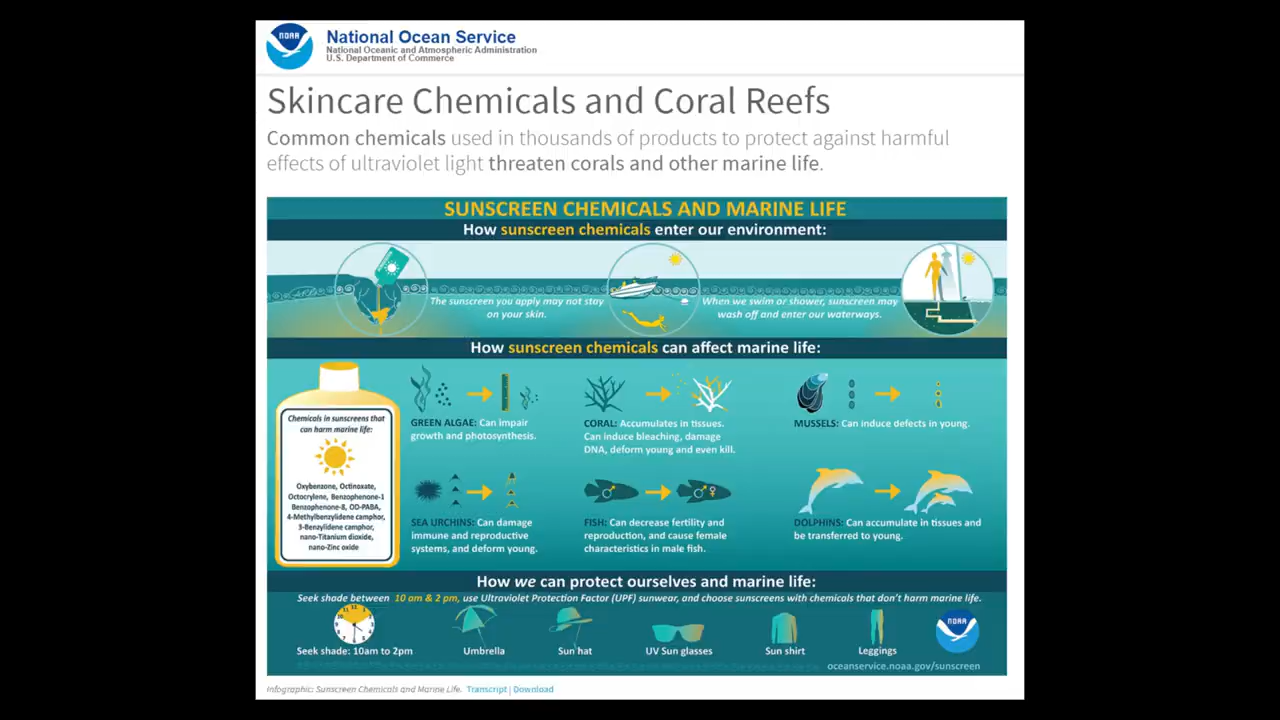 NOAA
National Ocean Service
National Oceanic and Atmospheric Administration
U.S. Department of Commerce
Skincare Chemicals and Coral Reefs
Common chemicals used in thousands of products to protect against harmful
effects of ultraviolet light threaten corals and other marine life.
SUNSCREEN CHEMICALS AND MARINE LIFE
How sunscreen chemicals enter our environment:
The sunscreen you apply may not stay
on your skin.
When we swim or shower, sunscreen may
wash off and enter our waterways.
How sunscreen chemicals can affect marine life:
Chemicals in sunscreens that
can harm marine life:
Oxybenzone, Octinoxate,
Octocrylene, Benzophenone-1
Benzophenone-8, OD-PABA,
4-Methylbenzylidene camphor,
3-Benzylidene camphor,
nano-Titanium dioxide,
nano-Zinc oxide
GREEN ALGAE: Can impair
growth and photosynthesis.
CORAL: Accumulates in tissues.
Can induce bleaching, damage
DNA, deform young and even kill.
MUSSELS: Can induce defects in young.
SEA URCHINS: Can damage
immune and reproductive
systems, and deform young.
FISH: Can decrease fertility and
reproduction, and cause female
characteristics in male fish.
DOLPHINS: Can accumulate in tissues and
be transferred to young.
How we can protect ourselves and marine life:
Seek shade between 10 am & 2 pm, use Ultraviolet Protection Factor (UPF) sunwear, and choose sunscreens with chemicals that don't harm marine life.
Seek shade: 10am to 2pm
Umbrella
Sun hat
UV Sun glasses
Sun shirt
Leggings
NOAA
oceanservice.noaa.gov/sunscreen
Infographic: Sunscreen Chemicals and Marine Life. Transcript | Download